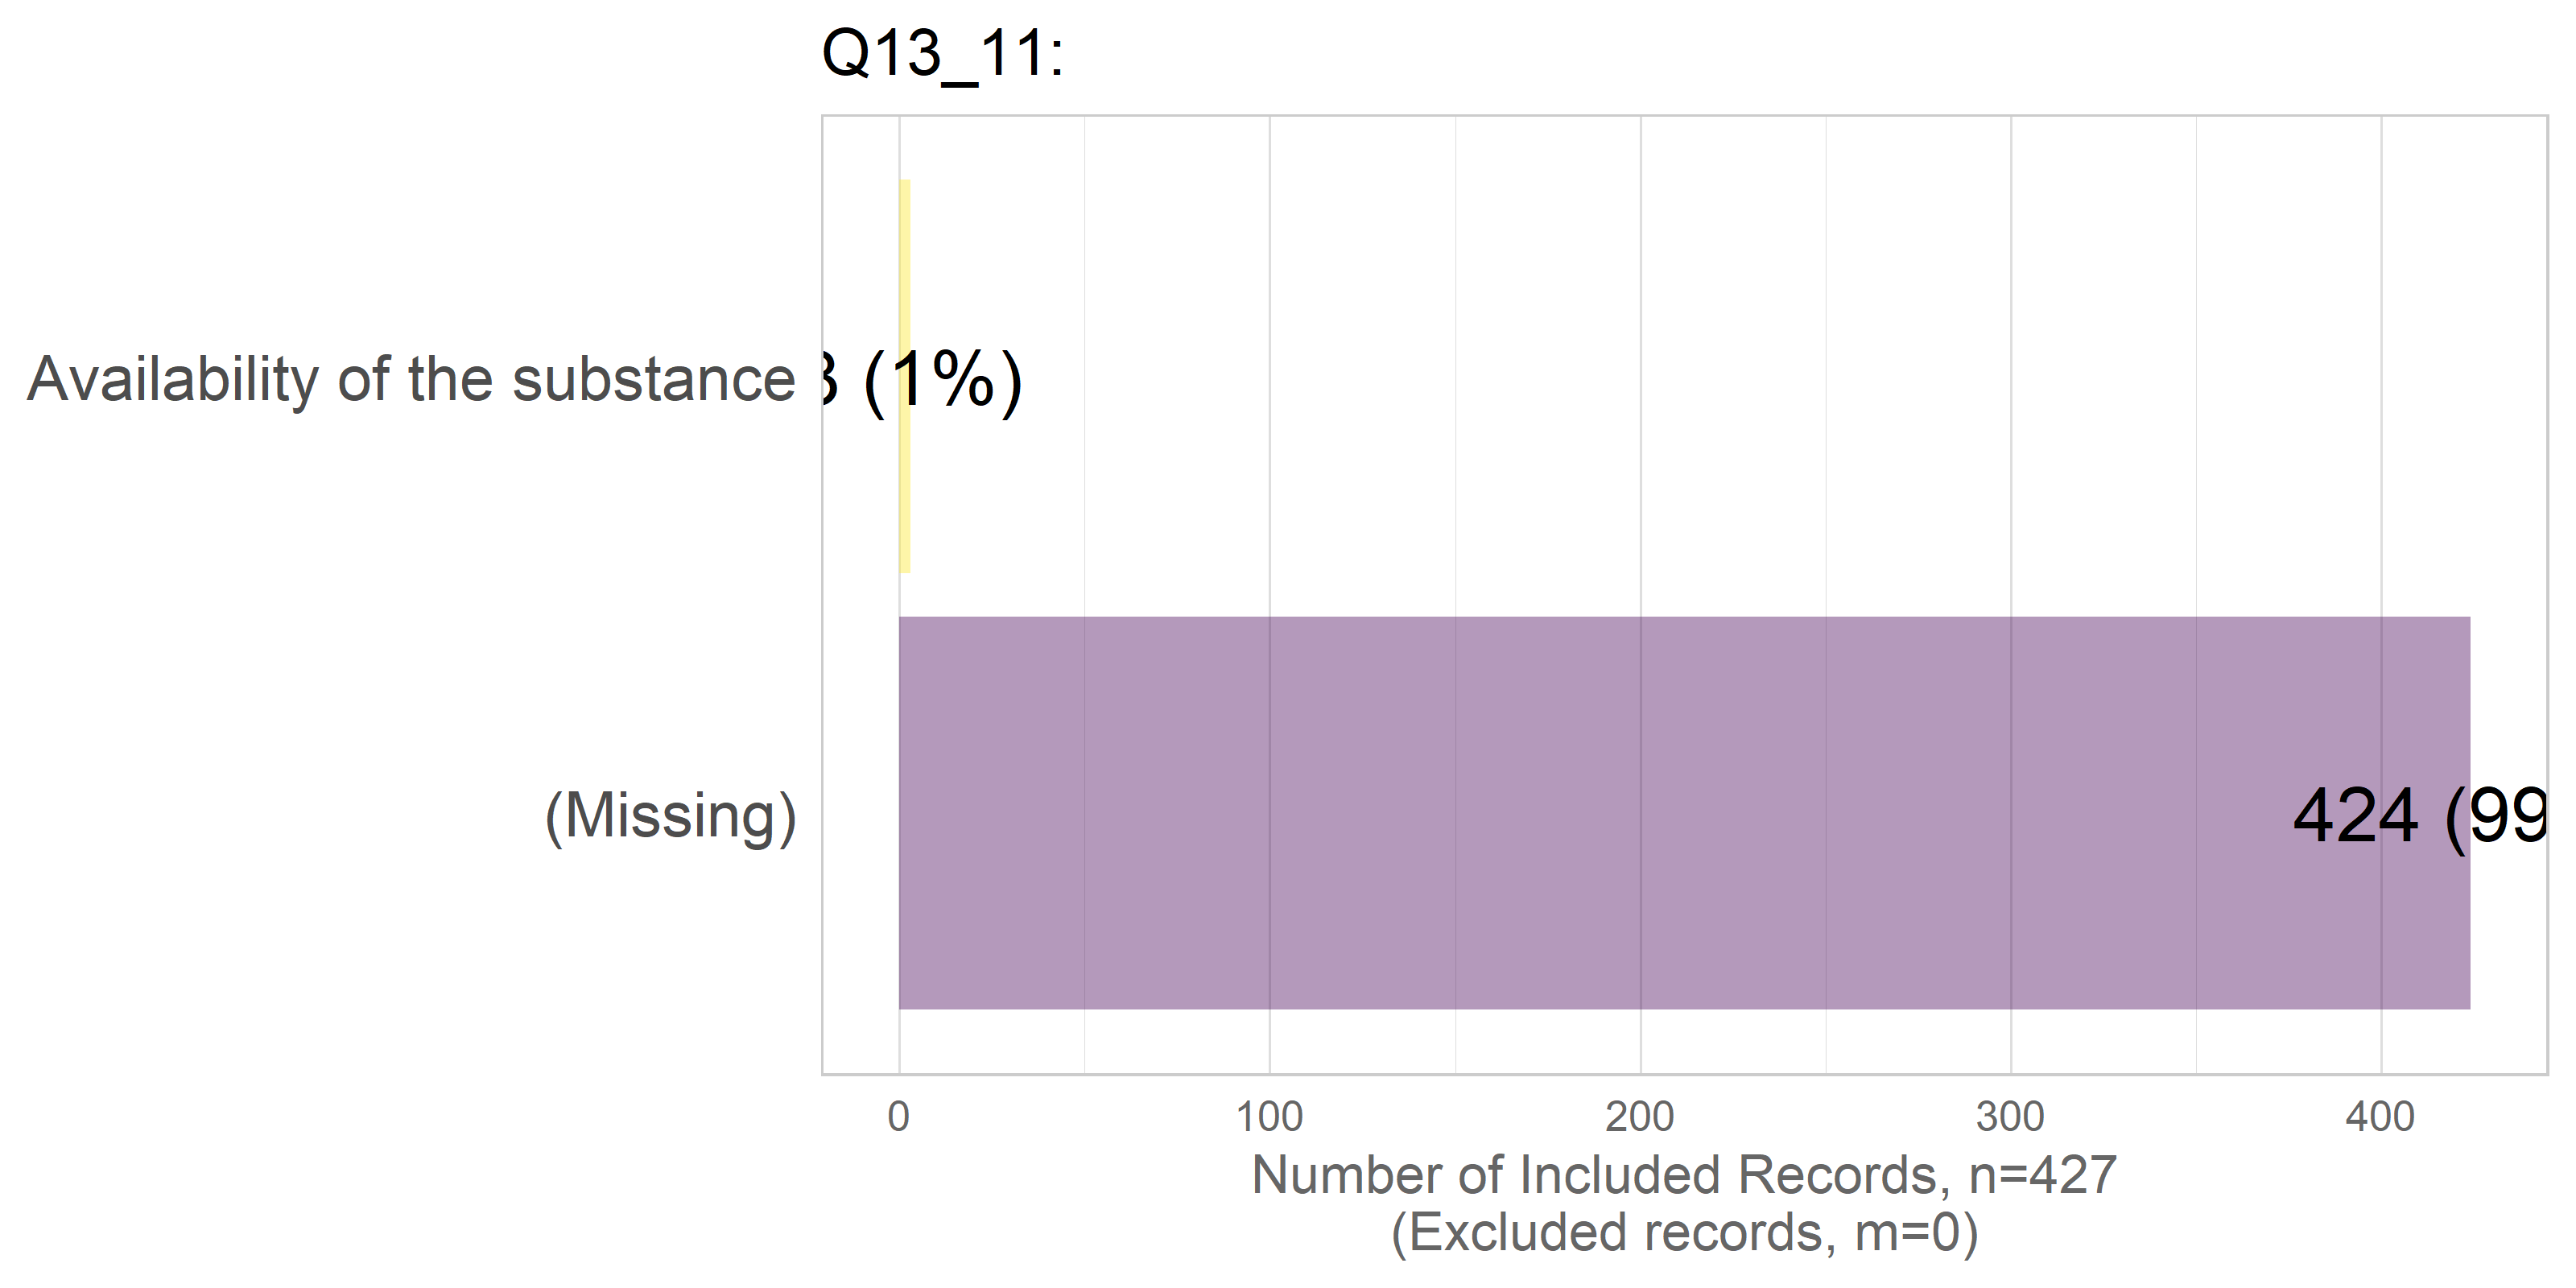 Q13_11:
Availability of the substance
3 (1%)
(Missing)
424 (99
0 100 200 300 400
Number of Included Records, n=427
(Excluded records, m=0)